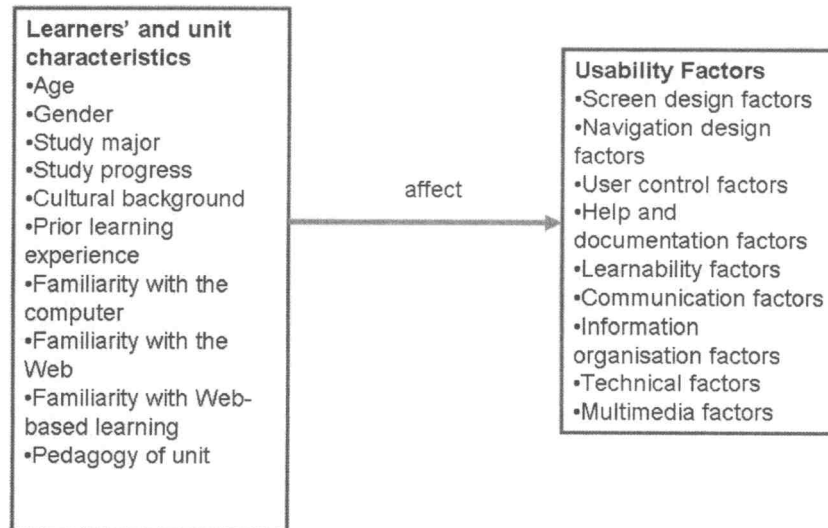 Learners' and unit
characteristics
•Age
•Gender
•Study major
•Study progress
•Cultural background
•Prior learning
experience
•Familiarity with the
computer
•Familiarity with the
Web
•Familiarity with Web-
based learning
•Pedagogy of unit
affect
Usability Factors
•Screen design factors
•Navigation design
factors
•User control factors
•Help and
documentation factors
•Learnability factors
•Communication factors
•Information
organisation factors
•Technical factors
•Multimedia factors